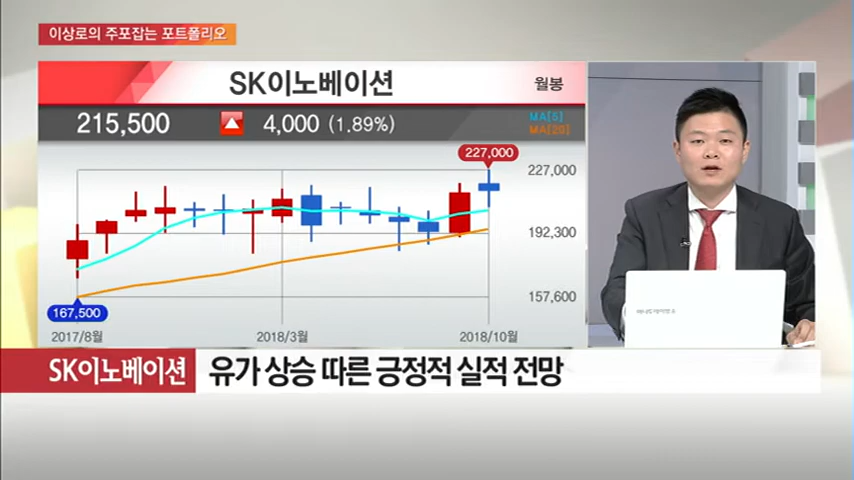 이상로의 주포잡는 포트폴리오
SK이노베이션
월봉
215,500
4,000 (1.89%)
MA[5]
MA[20]
227,000
227,000
192,300
157,600
167,500
2017/8월
2018/3월
2018/10월
SK이노베이션
유가 상승 따른 긍정적 실적 전망